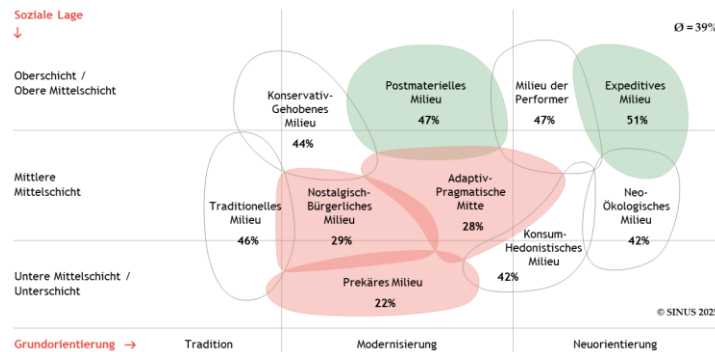 Soziale Lage
↓
Ø = 39%
Oberschicht /
Obere Mittelschicht
Konservativ-
Gehobenes
Milieu
44%
Postmaterielles
Milieu
47%
Milieu der
Performer
47%
Expeditives
Milieu
51%
Mittlere
Mittelschicht
Traditionelles
Milieu
46%
Nostalgisch-
Bürgerliches
Milieu
29%
Adaptiv-
Pragmatische
Mitte
28%
Konsum-
Hedonistisches
Milieu
42%
Neo-
Ökologisches
Milieu
42%
Untere Mittelschicht /
Unterschicht
Prekäres Milieu
22%
© SINUS 2025
Grundorientierung →
Tradition
Modernisierung
Neuorientierung